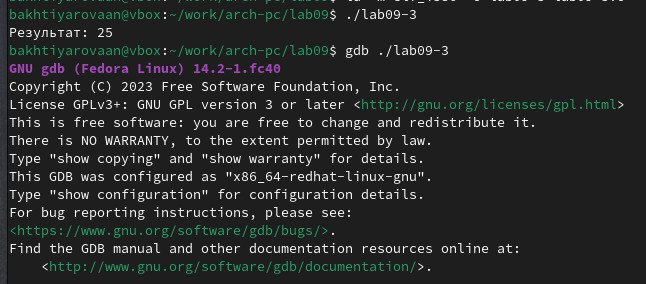 bakhtiyarovaan@vbox:~/work/arch-pc/lab09$ ./lab09-3
Результат: 25
bakhtiyarovaan@vbox:~/work/arch-pc/lab09$ gdb ./lab09-3
GNU gdb (Fedora Linux) 14.2-1.fc40
Copyright (C) 2023 Free Software Foundation, Inc.
License GPLv3+: GNU GPL version 3 or later <http://gnu.org/licenses/gpl.html>
This is free software: you are free to change and redistribute it.
There is NO WARRANTY, to the extent permitted by law.
Type "show copying" and "show warranty" for details.
This GDB was configured as "x86_64-redhat-linux-gnu".
Type "show configuration" for configuration details.
For bug reporting instructions, please see:
<https://www.gnu.org/software/gdb/bugs/>.
Find the GDB manual and other documentation resources online at:
    <http://www.gnu.org/software/gdb/documentation/>.